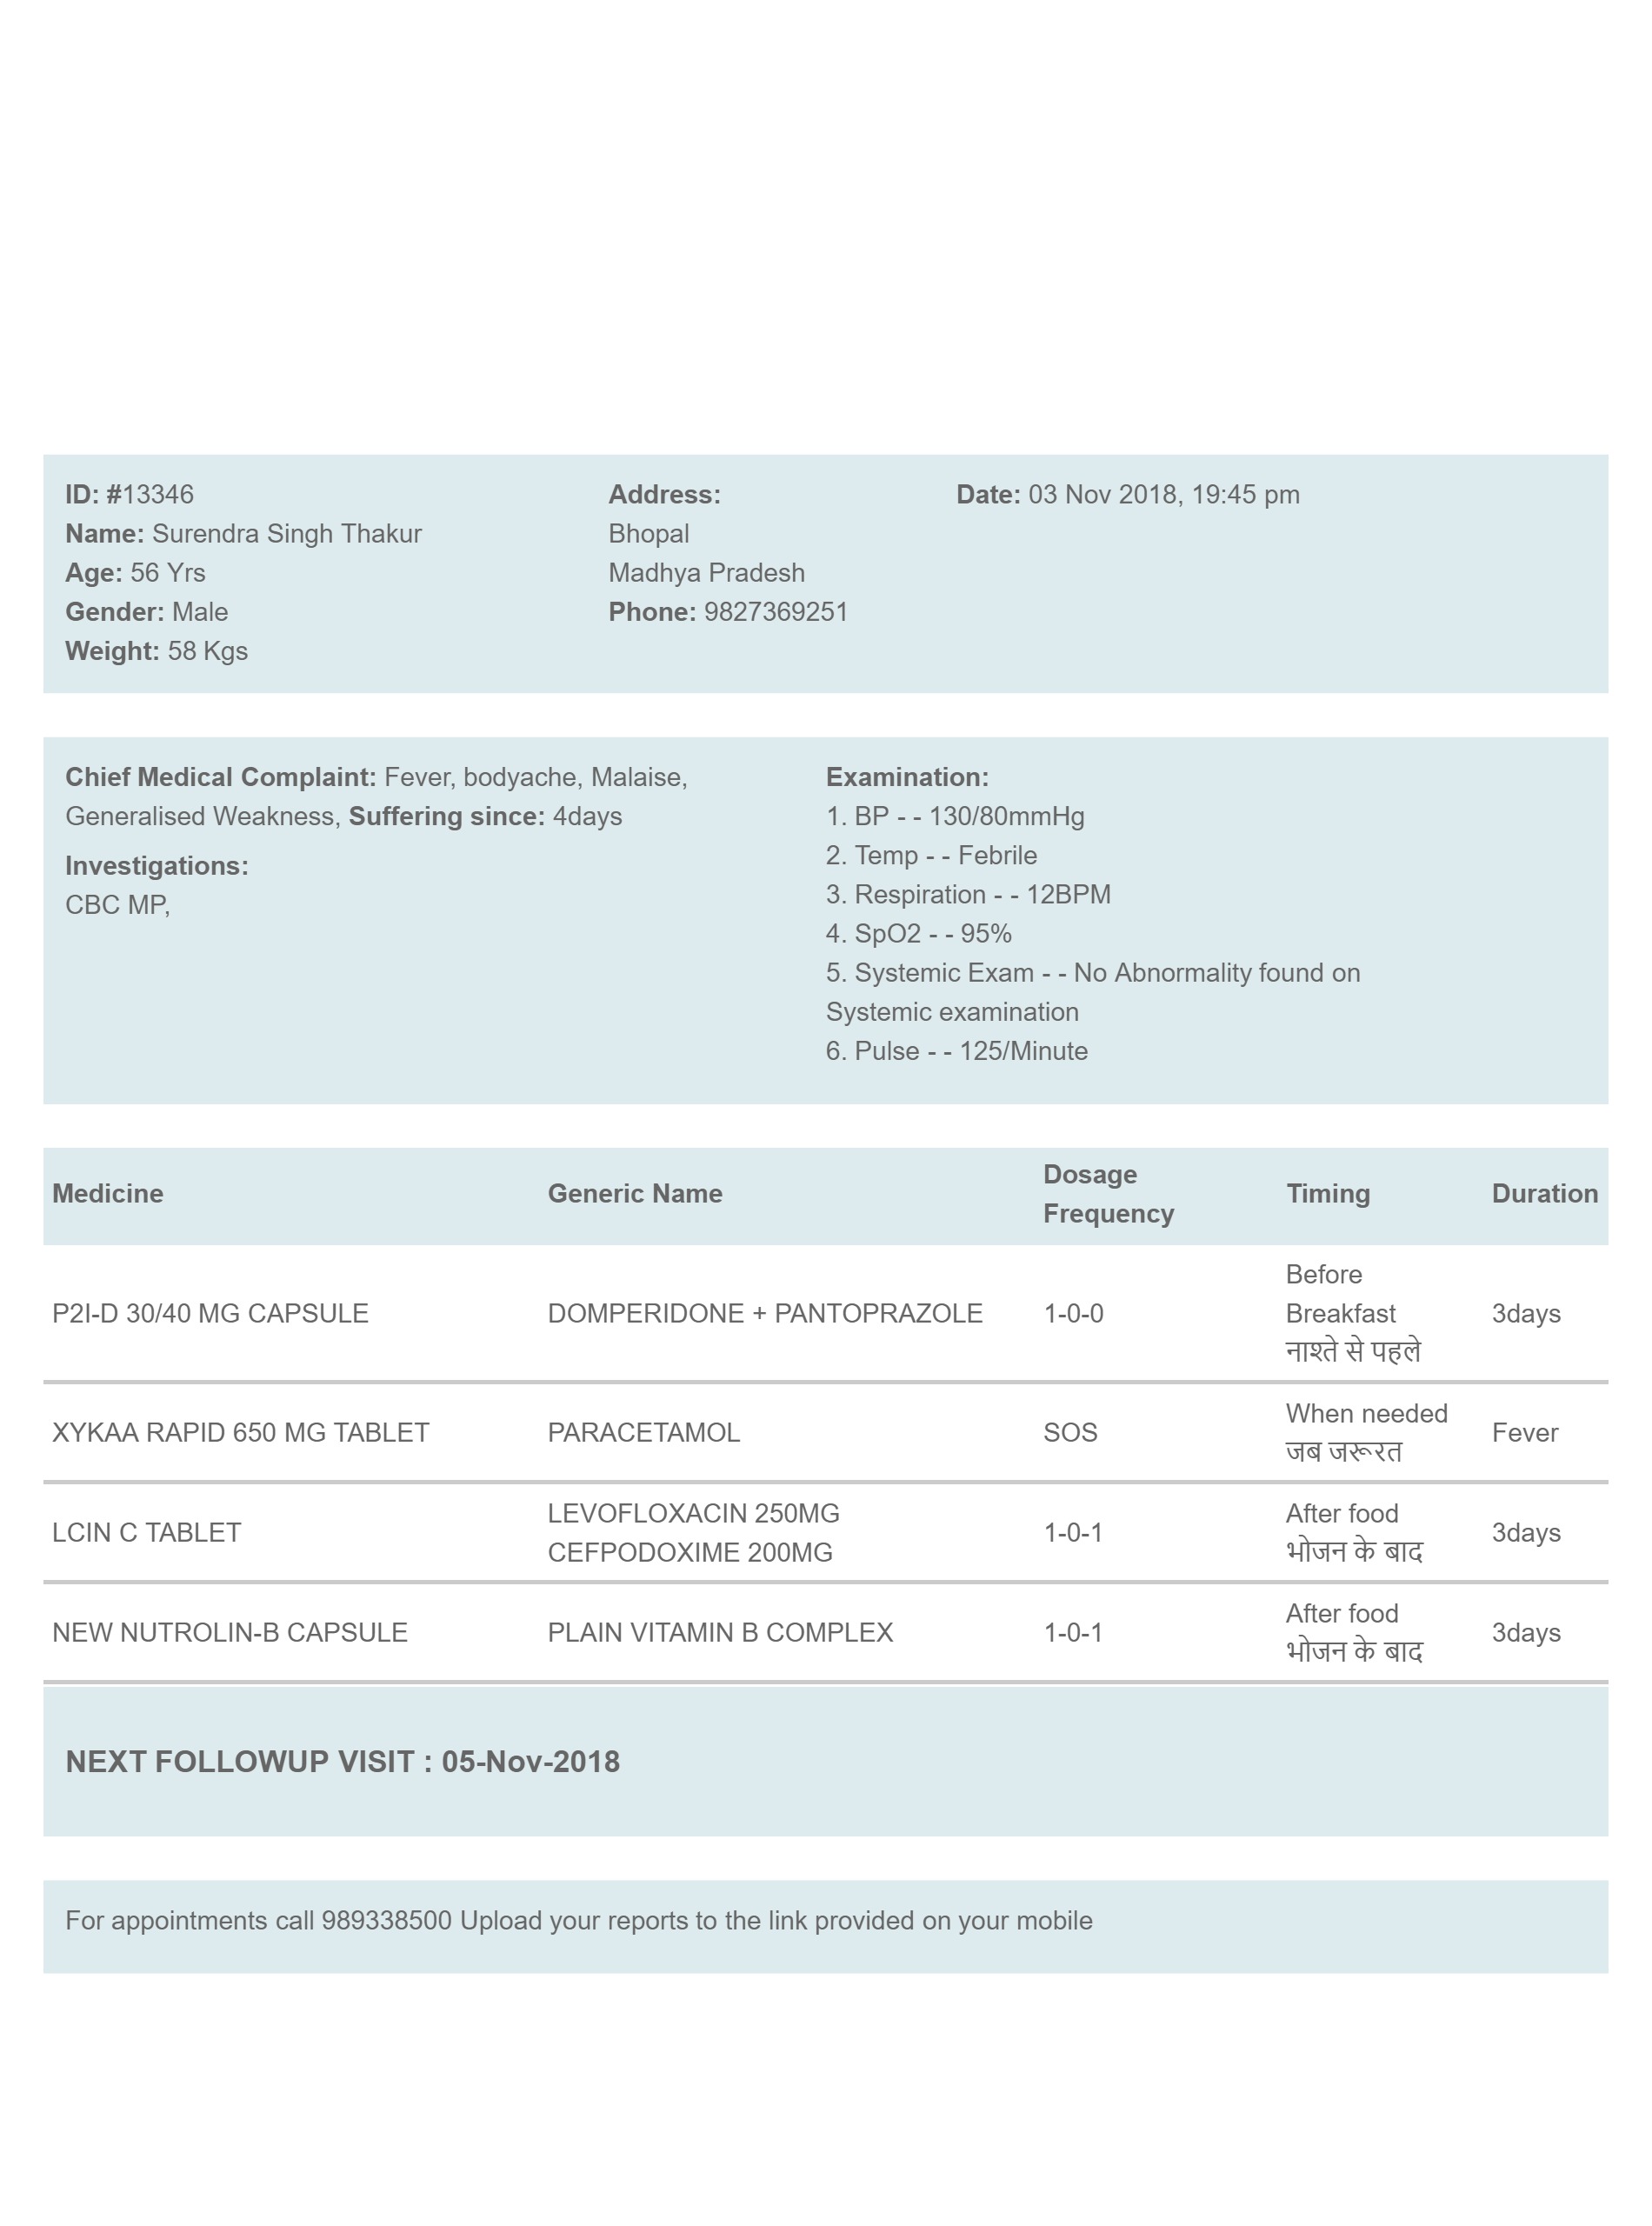 ID: #13346
Name: Surendra Singh Thakur
Age: 56 Yrs
Gender: Male
Weight: 58 Kgs
Address:
Bhopal
Madhya Pradesh
Phone: 9827369251
Date: 03 Nov 2018, 19:45 pm
Chief Medical Complaint: Fever, bodyache, Malaise,
Generalised Weakness, Suffering since: 4days
Investigations:
CBC MP,
Examination:
1. BP - - 130/80mmHg
2. Temp - - Febrile
3. Respiration - - 12BPM
4. SpO2 - - 95%
5. Systemic Exam - - No Abnormality found on
Systemic examination
6. Pulse - - 125/Minute
Medicine Generic Name Dosage Frequency Timing Duration
P2I-D 30/40 MG CAPSULE DOMPERIDONE + PANTOPRAZOLE 1-0-0 Before Breakfast नाश्ते से पहले 3days
XYKAA RAPID 650 MG TABLET PARACETAMOL SOS When needed जब जरूरत Fever
LCIN C TABLET LEVOFLOXACIN 250MG CEFPODOXIME 200MG 1-0-1 After food भोजन के बाद 3days
NEW NUTROLIN-B CAPSULE PLAIN VITAMIN B COMPLEX 1-0-1 After food भोजन के बाद 3days
NEXT FOLLOWUP VISIT : 05-Nov-2018
For appointments call 989338500 Upload your reports to the link provided on your mobile